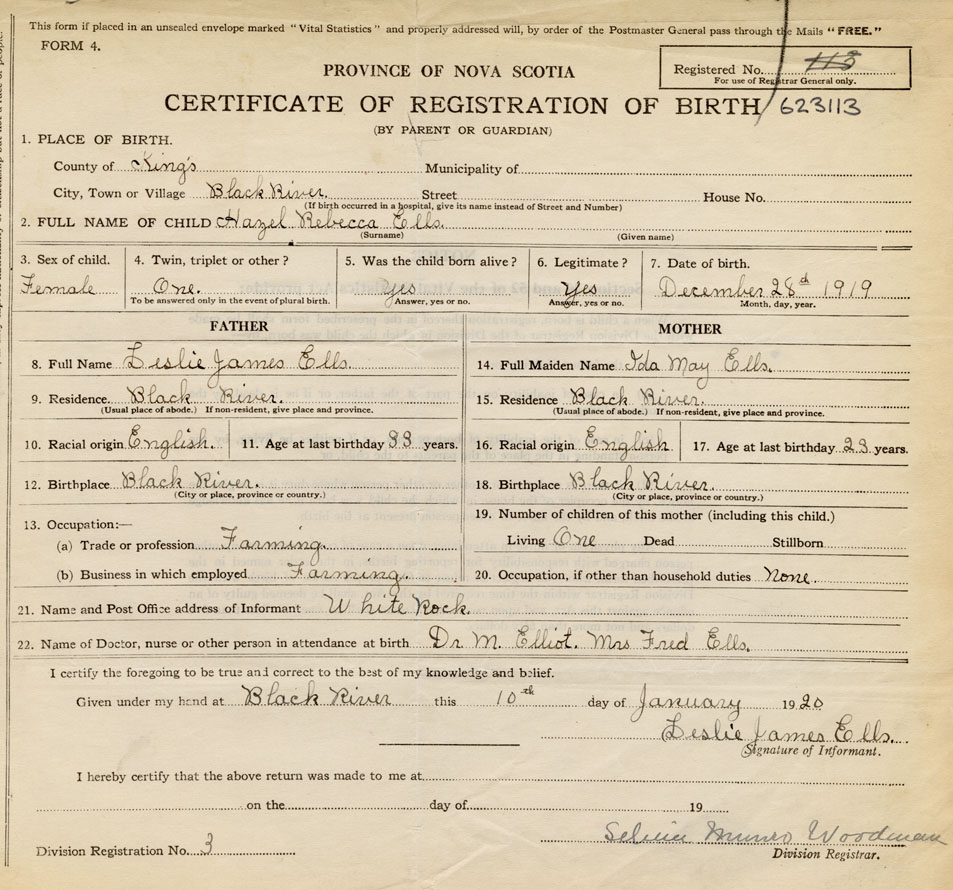 This form if placed in an unsealed envelope marked "Vital Statistics" and properly addressed will, by order of the Postmaster General pass through the Mails "FREE."
FORM 4.
Registered No. 113
For use of Registrar General only.
PROVINCE OF NOVA SCOTIA
CERTIFICATE OF REGISTRATION OF BIRTH 623113
(BY PARENT OR GUARDIAN)
1. PLACE OF BIRTH.
County of King's Municipality of
City, Town or Village Black River. Street House No.
(If birth occurred in a hospital, give its name instead of Street and Number)
2. FULL NAME OF CHILD Hazel Rebecca Ells.
(Surname) (Given name)
3. Sex of child. 4. Twin, triplet or other? 5. Was the child born alive? 6. Legitimate? 7. Date of birth.
Female One. yes Yes December 28th 1919
To be answered only in the event of plural birth. Answer, yes or no. Answer, yes or no. Month, day, year.
FATHER MOTHER
8. Full Name Leslie James Ells. 14. Full Maiden Name Ida May Ells.
9. Residence. Black River. 15. Residence Black River.
(Usual place of abode.) If non-resident, give place and province. (Usual place of abode.) If non-resident, give place and province.
10. Racial origin English. 11. Age at last birthday 33 years. 16. Racial origin English 17. Age at last birthday 23 years.
12. Birthplace Black River. 18. Birthplace Black River.
(City or place, province or country.) (City or place, province or country.)
13. Occupation:— 19. Number of children of this mother (including this child.)
(a) Trade or profession Farming. Living One Dead Stillborn
(b) Business in which employed Farming. 20. Occupation, if other than household duties None.
21. Name and Post Office address of Informant White Rock.
22. Name of Doctor, nurse or other person in attendance at birth Dr M. Elliot. Mrs Fred Ells.
I certify the foregoing to be true and correct to the best of my knowledge and belief.
Given under my hand at Black River this 10th day of January 1920
Leslie James Ells.
Signature of Informant.
I hereby certify that the above return was made to me at
on the day of 19
Munro Woodman
Division Registration No. 3 Division Registrar.